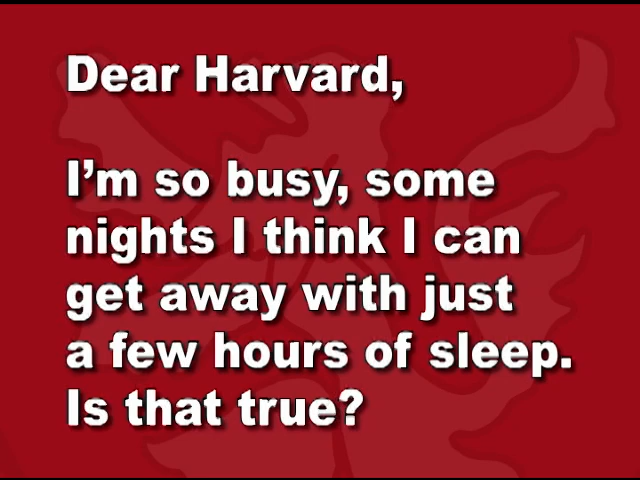 Dear Harvard,
I’m so busy, some
nights I think I can
get away with just
a few hours of sleep.
Is that true?